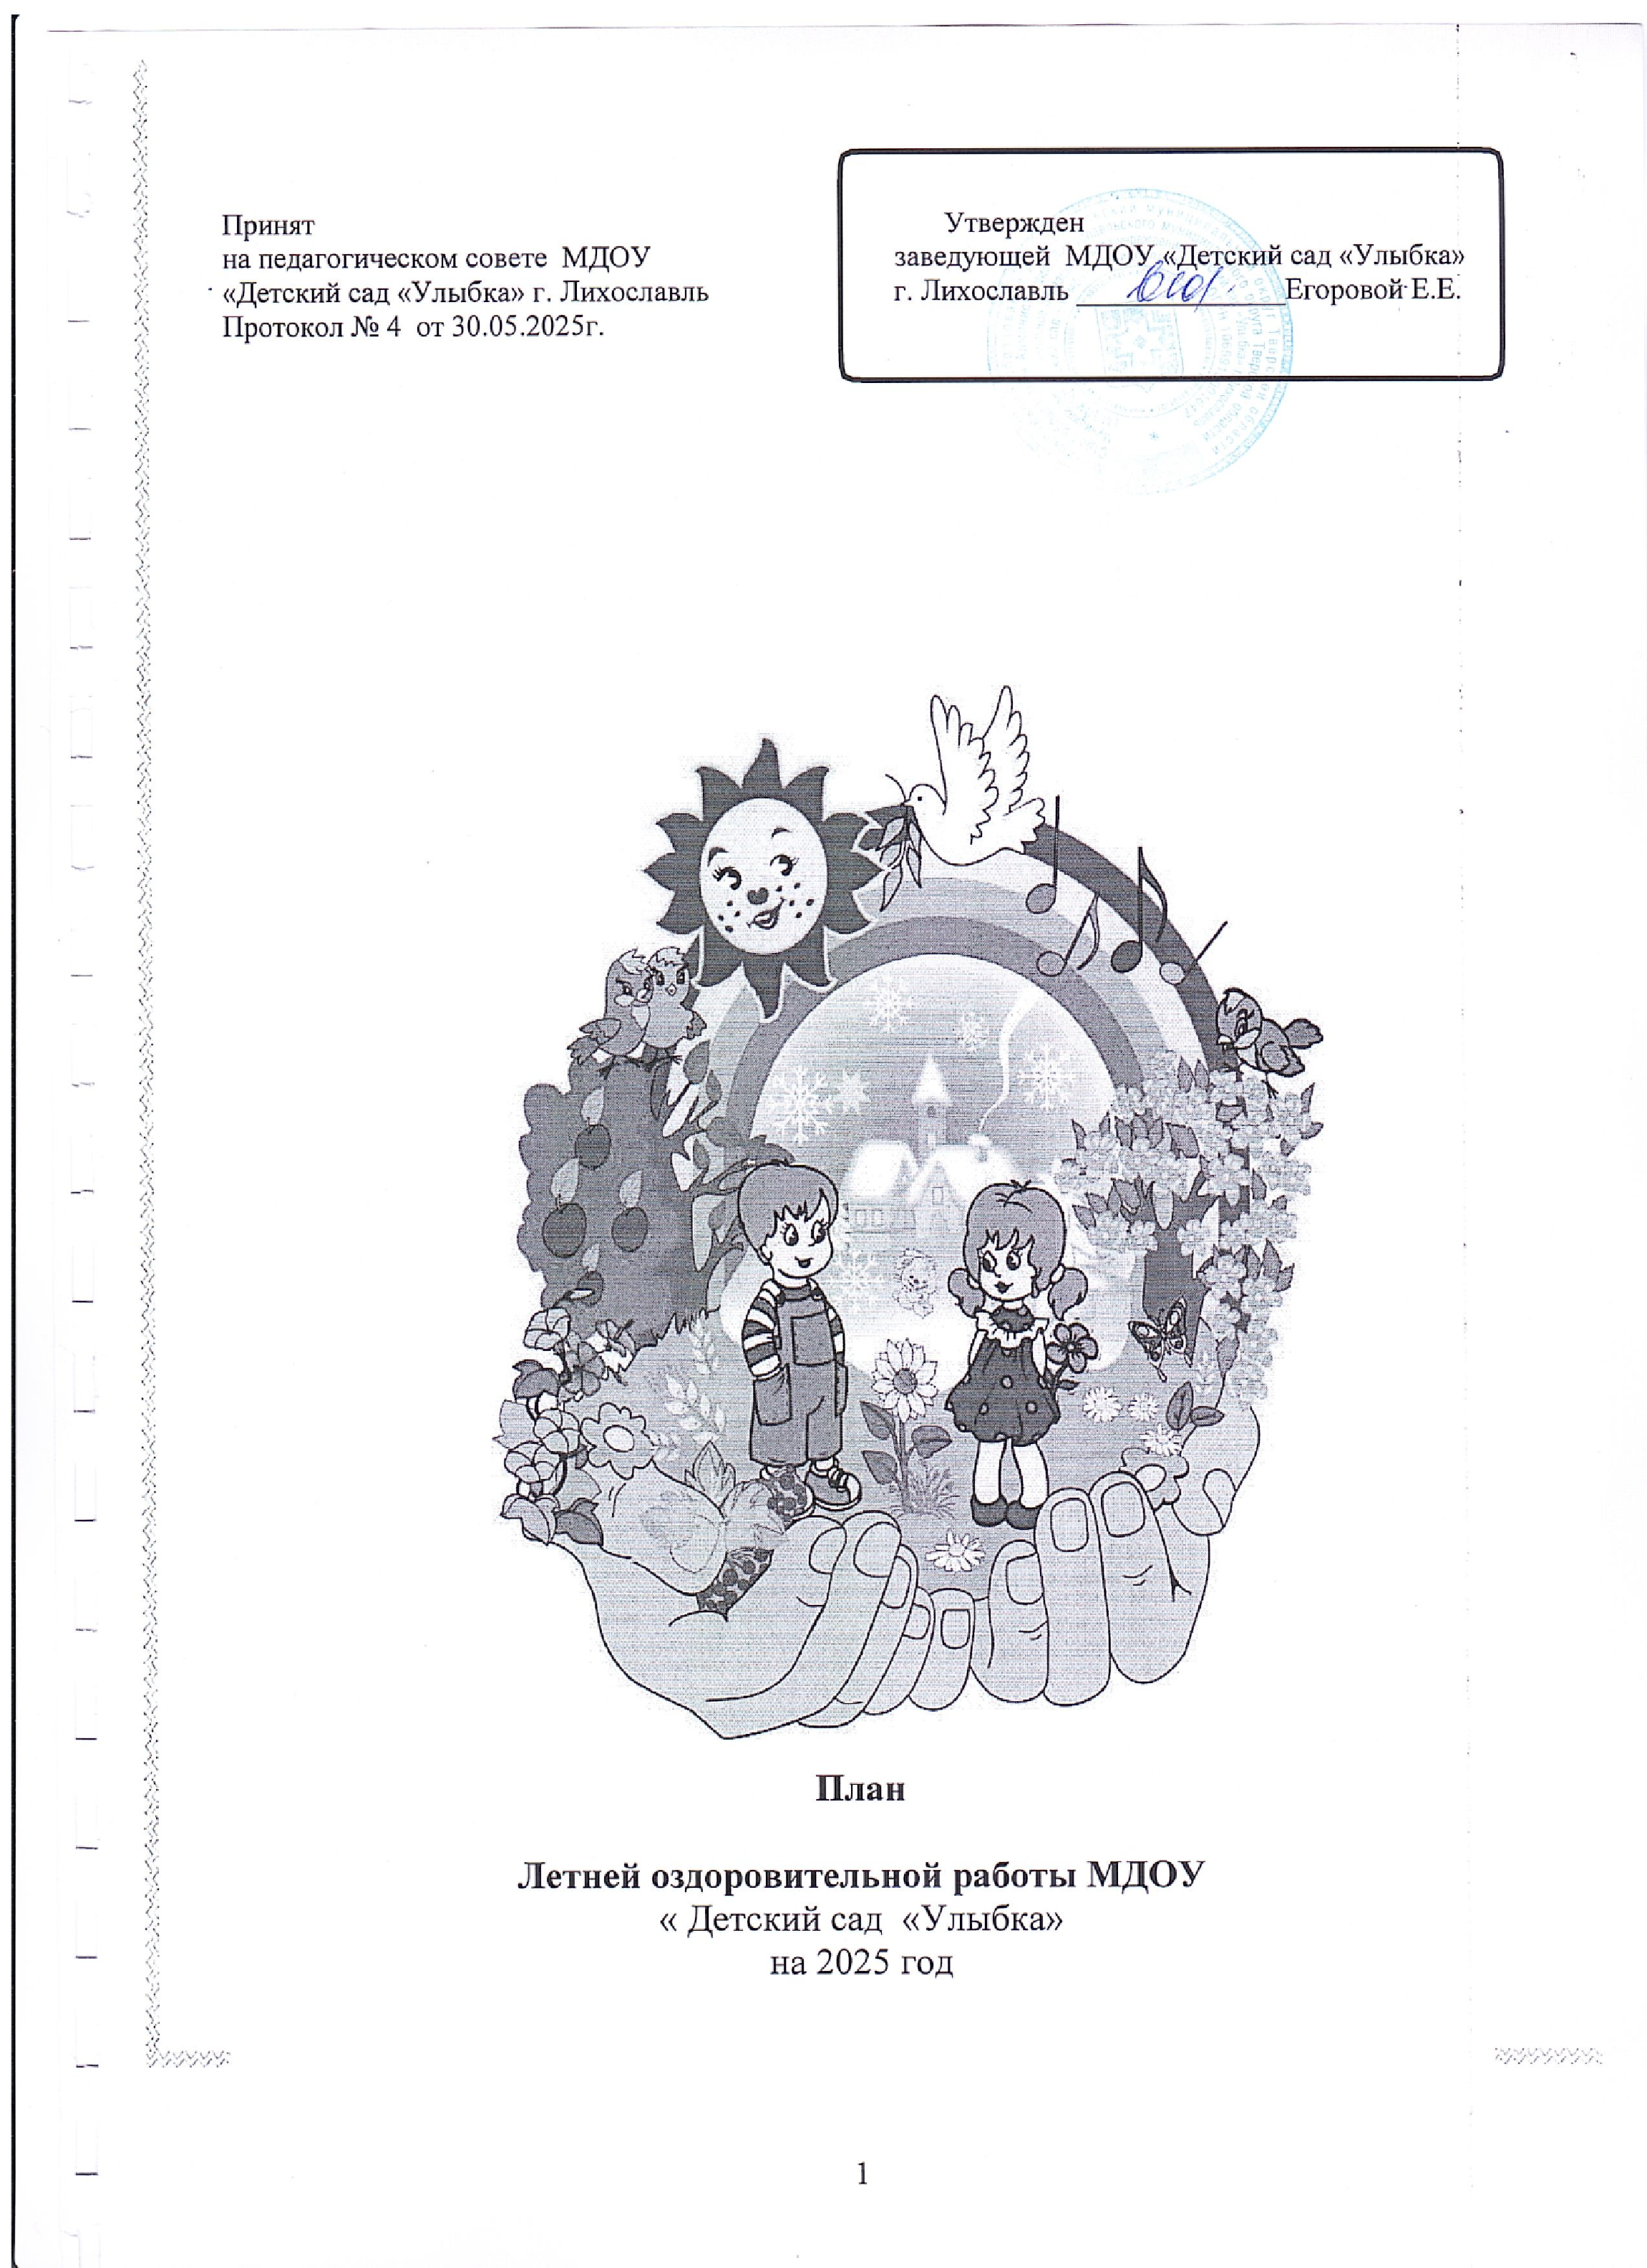 Принят
на педагогическом совете МДОУ
«Детский сад «Улыбка» г. Лихославль
Протокол № 4 от 30.05.2025г.
Утвержден
заведующей МДОУ «Детский сад «Улыбка»
г. Лихославль _______________Егоровой Е.Е.
План
Летней оздоровительной работы МДОУ
« Детский сад «Улыбка»
на 2025 год
1